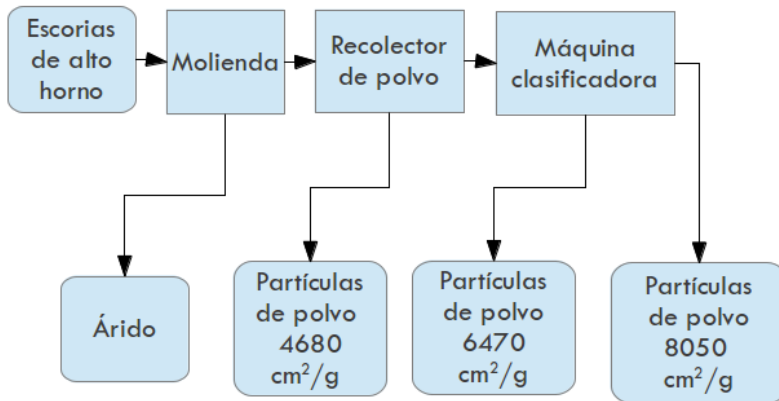 Escorias
de alto
horno
Molienda
Recolector
de polvo
Máquina
clasificadora
Árido
Partículas
de polvo
4680
cm²/g
Partículas
de polvo
6470
cm²/g
Partículas
de polvo
8050
cm²/g